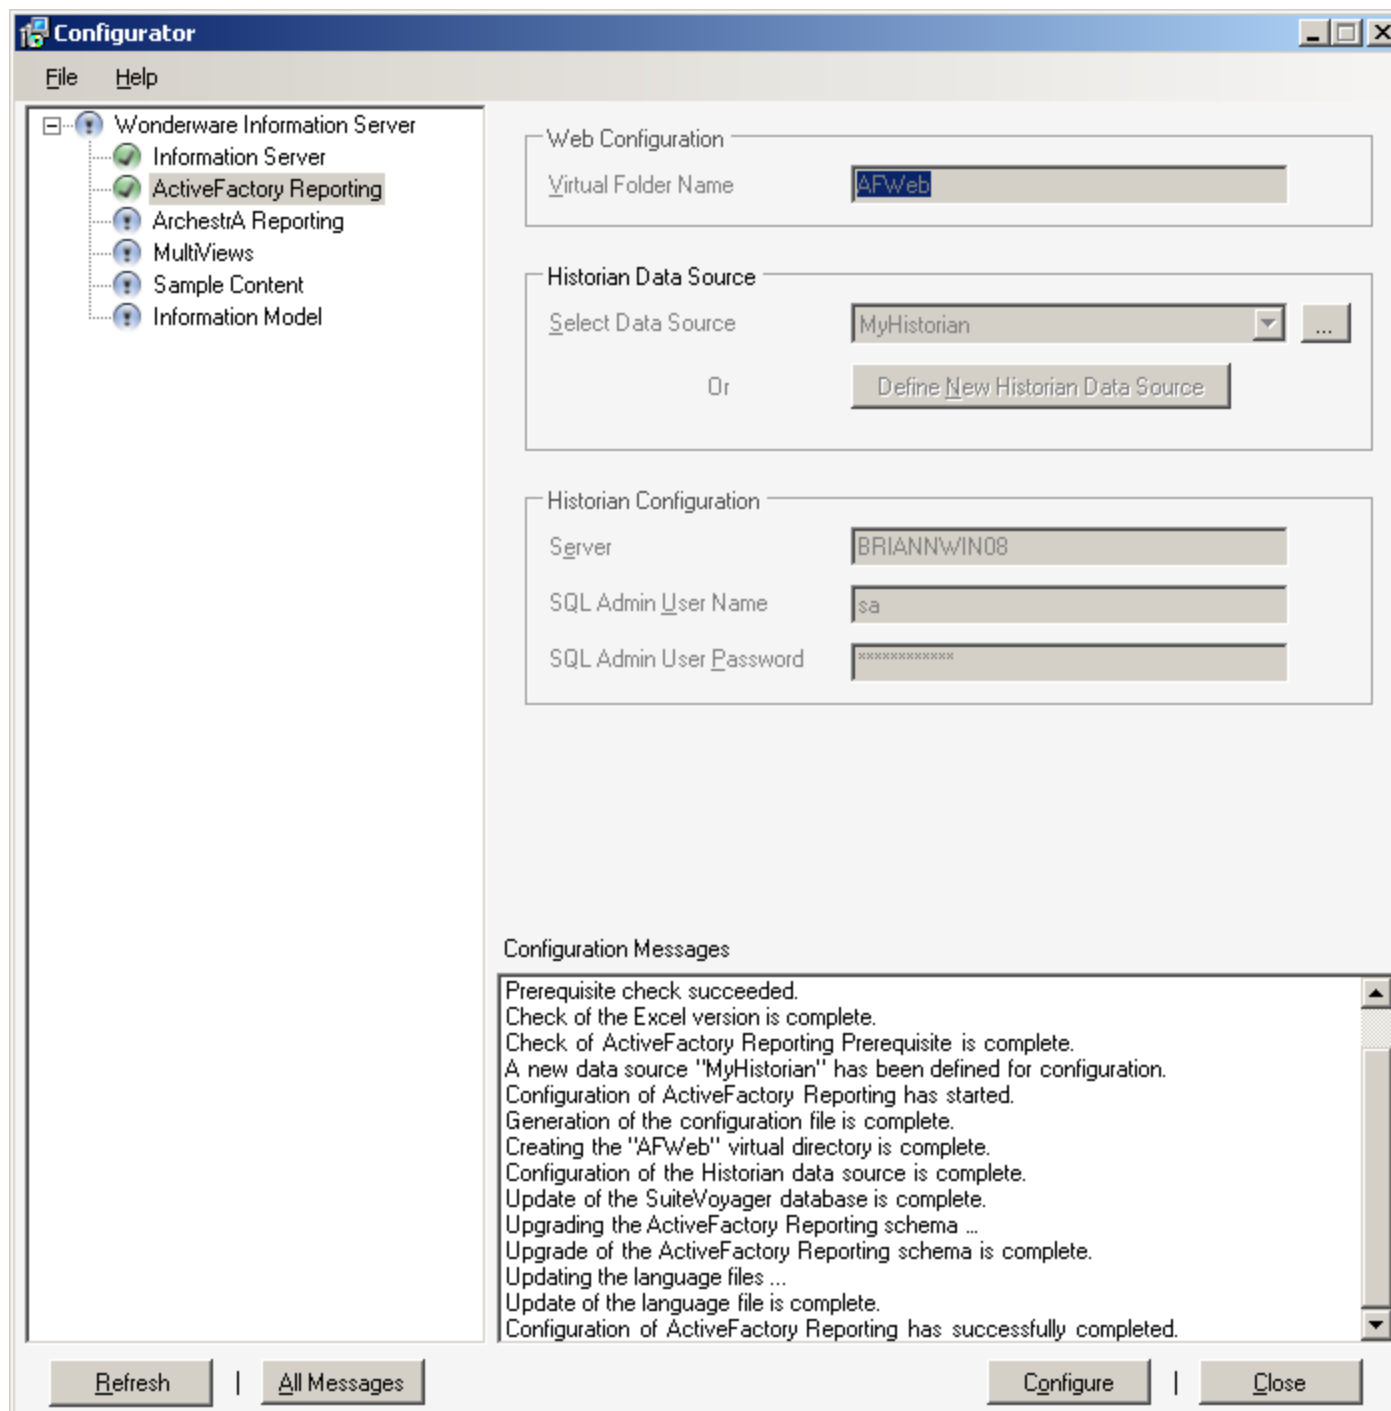 Configurator
File Help
Wonderware Information Server
Information Server
ActiveFactory Reporting
ArchestrA Reporting
MultiViews
Sample Content
Information Model
Web Configuration
Virtual Folder Name AFWeb
Historian Data Source
Select Data Source MyHistorian ...
Or Define New Historian Data Source
Historian Configuration
Server BRIANNWIN08
SQL Admin User Name sa
SQL Admin User Password ************
Configuration Messages
Prerequisite check succeeded.
Check of the Excel version is complete.
Check of ActiveFactory Reporting Prerequisite is complete.
A new data source "MyHistorian" has been defined for configuration.
Configuration of ActiveFactory Reporting has started.
Generation of the configuration file is complete.
Creating the "AFWeb" virtual directory is complete.
Configuration of the Historian data source is complete.
Update of the SuiteVoyager database is complete.
Upgrading the ActiveFactory Reporting schema ...
Upgrade of the ActiveFactory Reporting schema is complete.
Updating the language files ...
Update of the language file is complete.
Configuration of ActiveFactory Reporting has successfully completed.
Refresh | All Messages Configure | Close